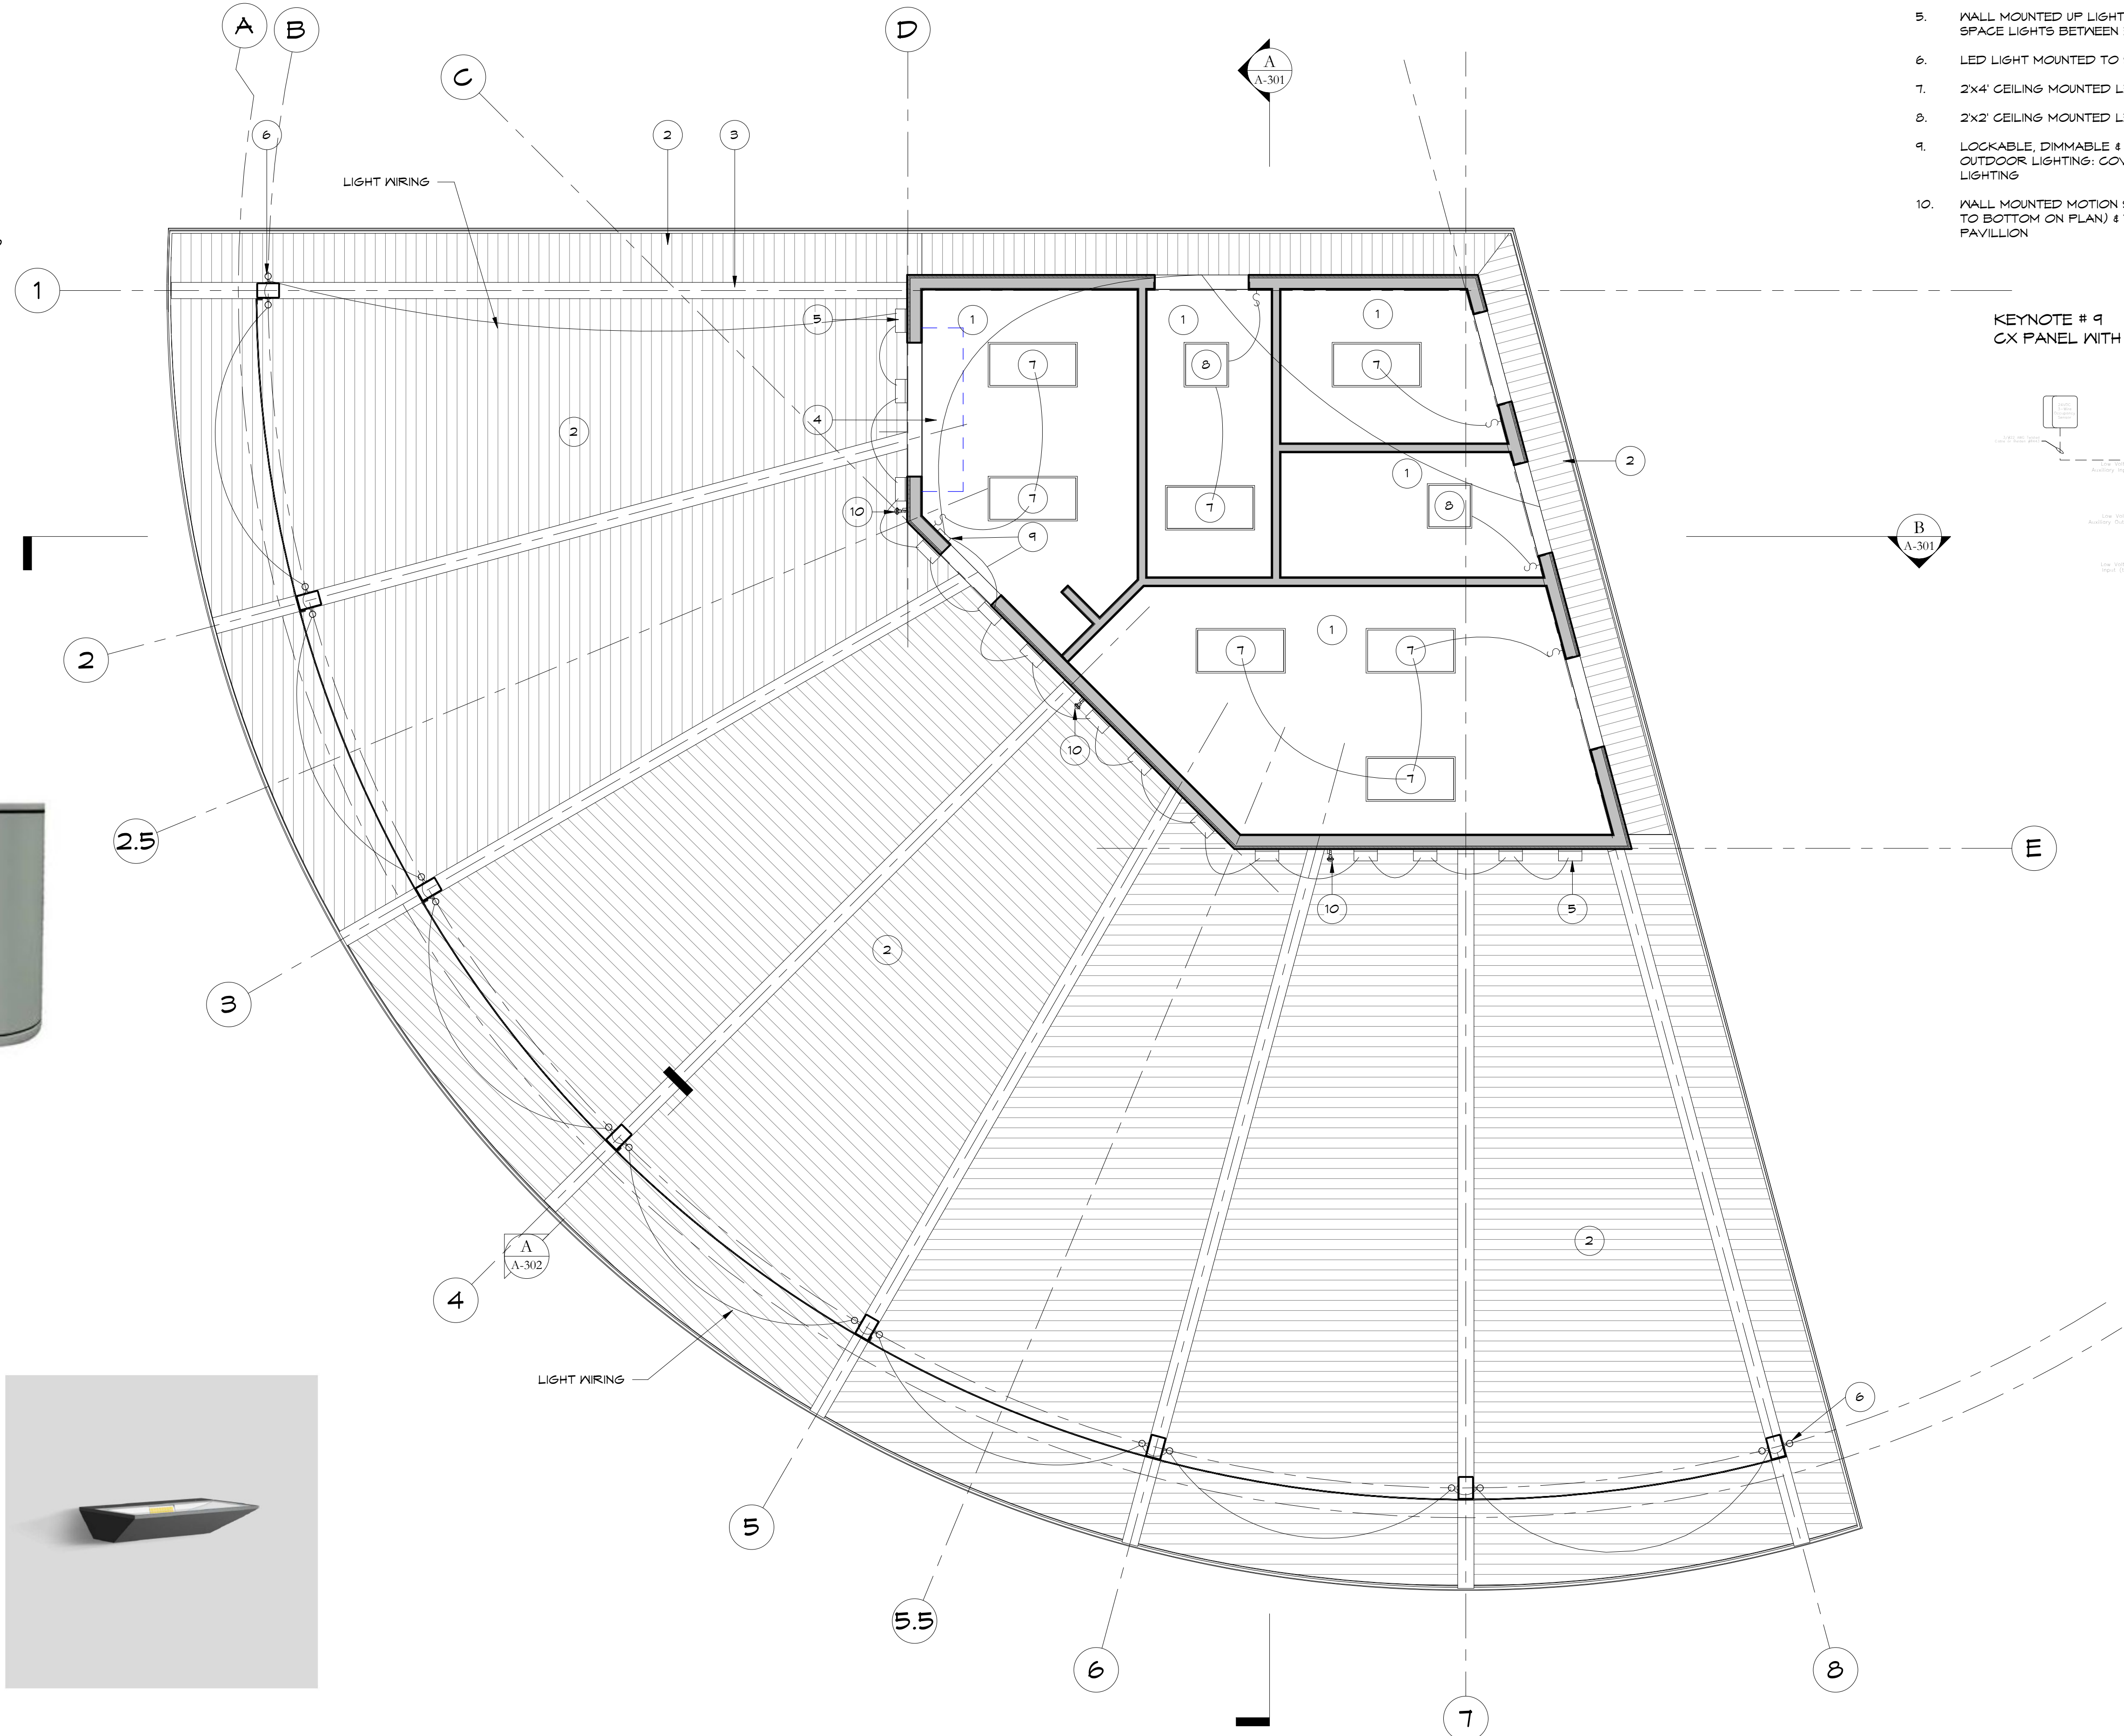 A
B
D
C
A
A-301
6
2
3
LIGHT WIRING
5. WALL MOUNTED UP LIGHT
SPACE LIGHTS BETWEEN
6. LED LIGHT MOUNTED TO
7. 2'x4' CEILING MOUNTED L
8. 2'x2' CEILING MOUNTED L
9. LOCKABLE, DIMMABLE &
OUTDOOR LIGHTING: COV
LIGHTING
10. WALL MOUNTED MOTION
TO BOTTOM ON PLAN) &
PAVILLION
KEYNOTE # 9
CX PANEL WITH
1
5
1
1
1
7
8
7
4
2
7
10
9
7
1
8
2
B
A-301
2
1
7
7
10
7
2.5
E
10
5
2
3
2
A
A-302
4
LIGHT WIRING
6
5
5.5
6
7
8